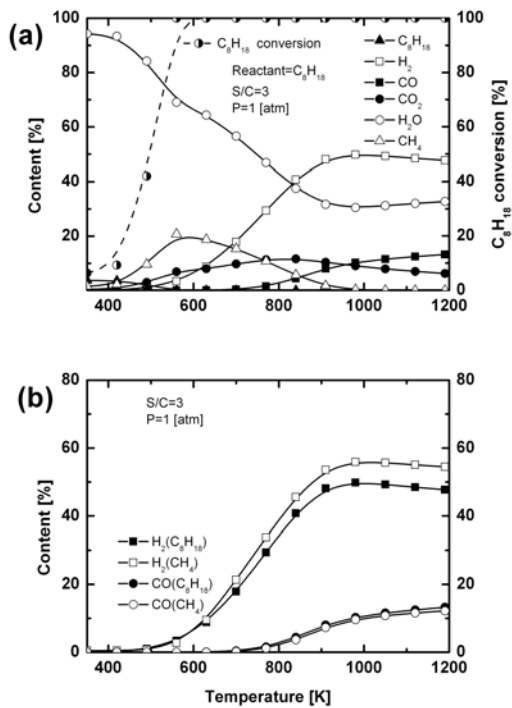 (a)
C8H18 conversion
Reactant=C8H18
S/C=3
P=1 [atm]
C8H18
H2
CO
CO2
H2O
CH4
100
80
60
40
20
0
Content [%]
100
80
60
40
20
0
C8H18 conversion [%]
400 600 800 1000 1200
(b)
S/C=3
P=1 [atm]
H2(C8H18)
H2(CH4)
CO(C8H18)
CO(CH4)
80
60
40
20
0
Content [%]
80
60
40
20
0
400 600 800 1000 1200
Temperature [K]